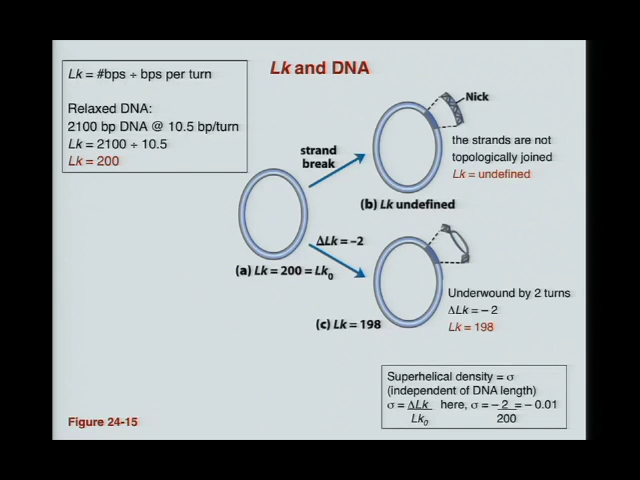 Lk and DNA
Lk = #bps ÷ bps per turn
Relaxed DNA:
2100 bp DNA @ 10.5 bp/turn
Lk = 2100 ÷ 10.5
Lk = 200
Nick
strand
break
the strands are not
topologically joined
Lk = undefined
(b) Lk undefined
ΔLk = –2
(a) Lk = 200 = Lk₀
Underwound by 2 turns
ΔLk = – 2
Lk = 198
(c) Lk = 198
Superhelical density = σ
(independent of DNA length)
σ = ΔLk here, σ = – 2 = – 0.01
Lk₀ 200
Figure 24-15